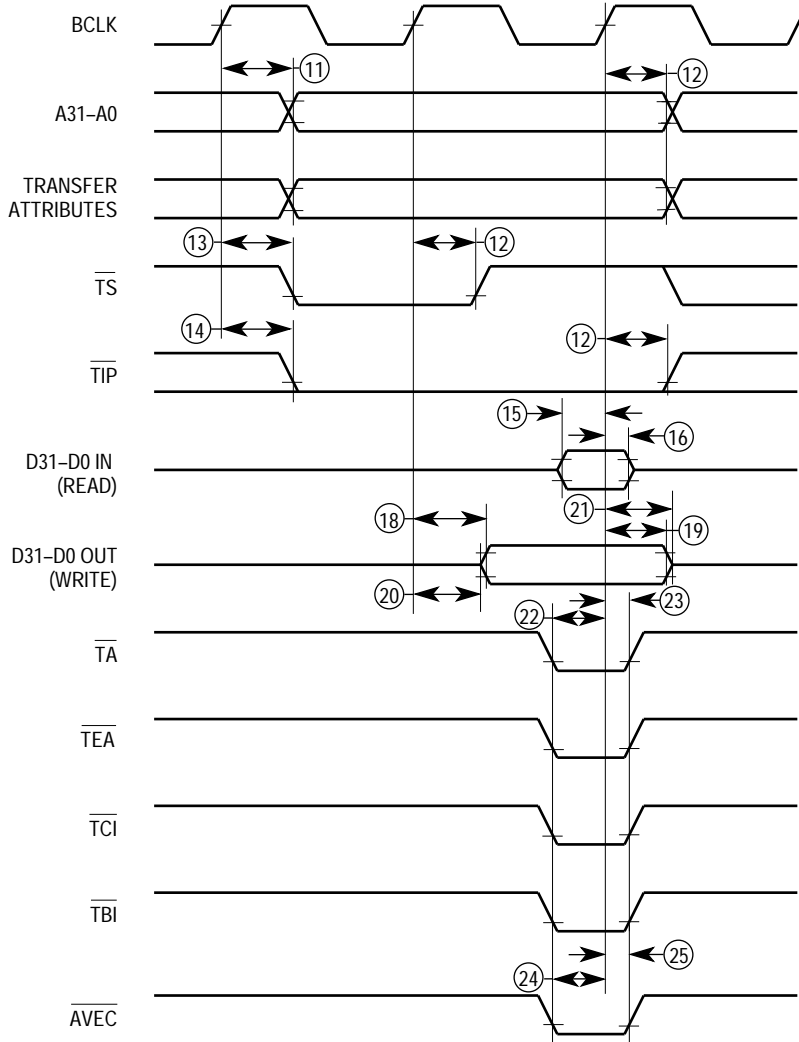 BCLK
11
12
A31–A0
TRANSFER
ATTRIBUTES
13
12
TS
14
12
TIP
15
16
D31–D0 IN
(READ)
21
18
19
D31–D0 OUT
(WRITE)
20
23
22
TA
TEA
TCI
TBI
25
24
AVEC